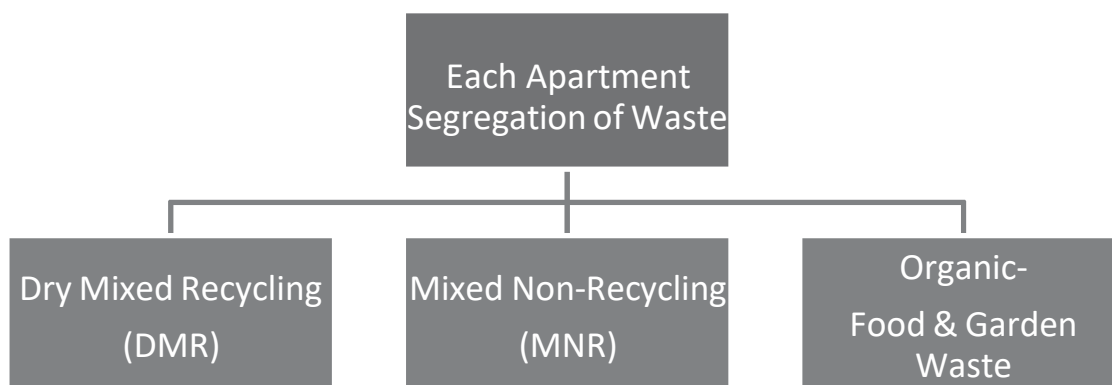 Each Apartment
Segregation of Waste
Dry Mixed Recycling
(DMR)
Mixed Non-Recycling
(MNR)
Organic-
Food & Garden
Waste